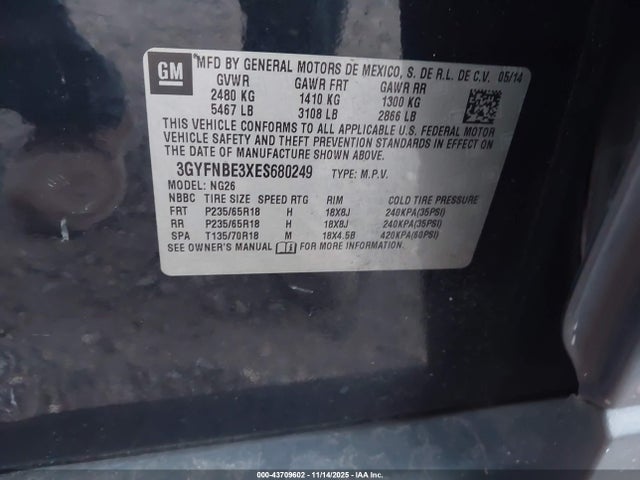 GM
MFD BY GENERAL MOTORS DE MEXICO, S. DE R.L. DE C.V. 05/14
GVWR GAWR FRT GAWR RR
2480 KG 1410 KG 1300 KG
5467 LB 3108 LB 2866 LB
THIS VEHICLE CONFORMS TO ALL APPLICABLE U.S. FEDERAL MOTOR
VEHICLE SAFETY AND THEFT PREVENTION STANDARDS IN EFFECT ON
THE DATE OF MANUFACTURE SHOWN ABOVE.
3GYFNBE3XES680249 TYPE: M.P.V.
MODEL: NG26
NBBC TIRE SIZE SPEED RTG RIM COLD TIRE PRESSURE
FRT P235/65R18 H 18X8J 240KPA(35PSI)
RR P235/65R18 H 18X8J 240KPA(35PSI)
SPA T135/70R18 M 18X4.5B 420KPA(60PSI)
SEE OWNER'S MANUAL FOR MORE INFORMATION.
000-43709602 | 11/14/2025 - IAA Inc.